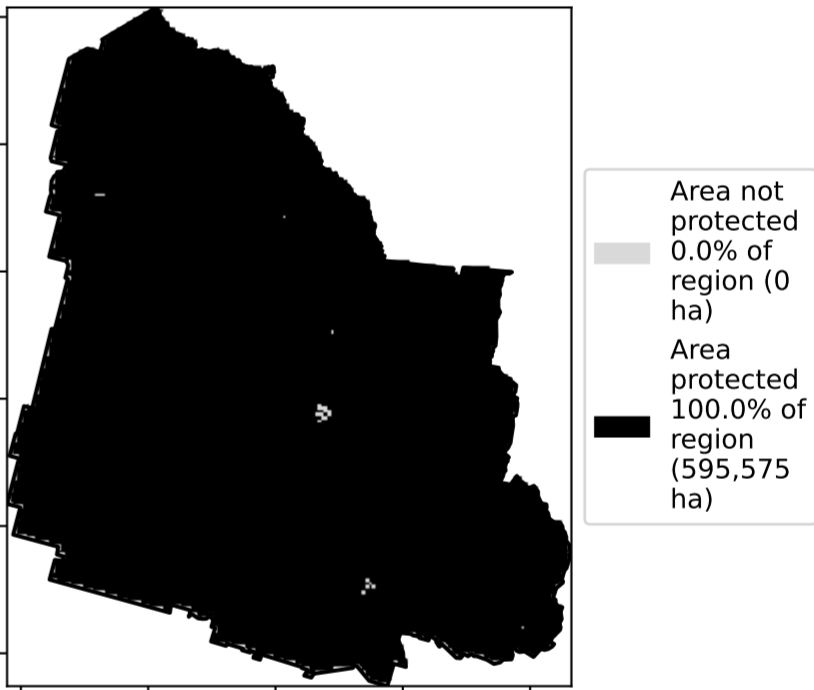 Area not
protected
0.0% of
region (0
ha)
Area
protected
100.0% of
region
(595,575
ha)